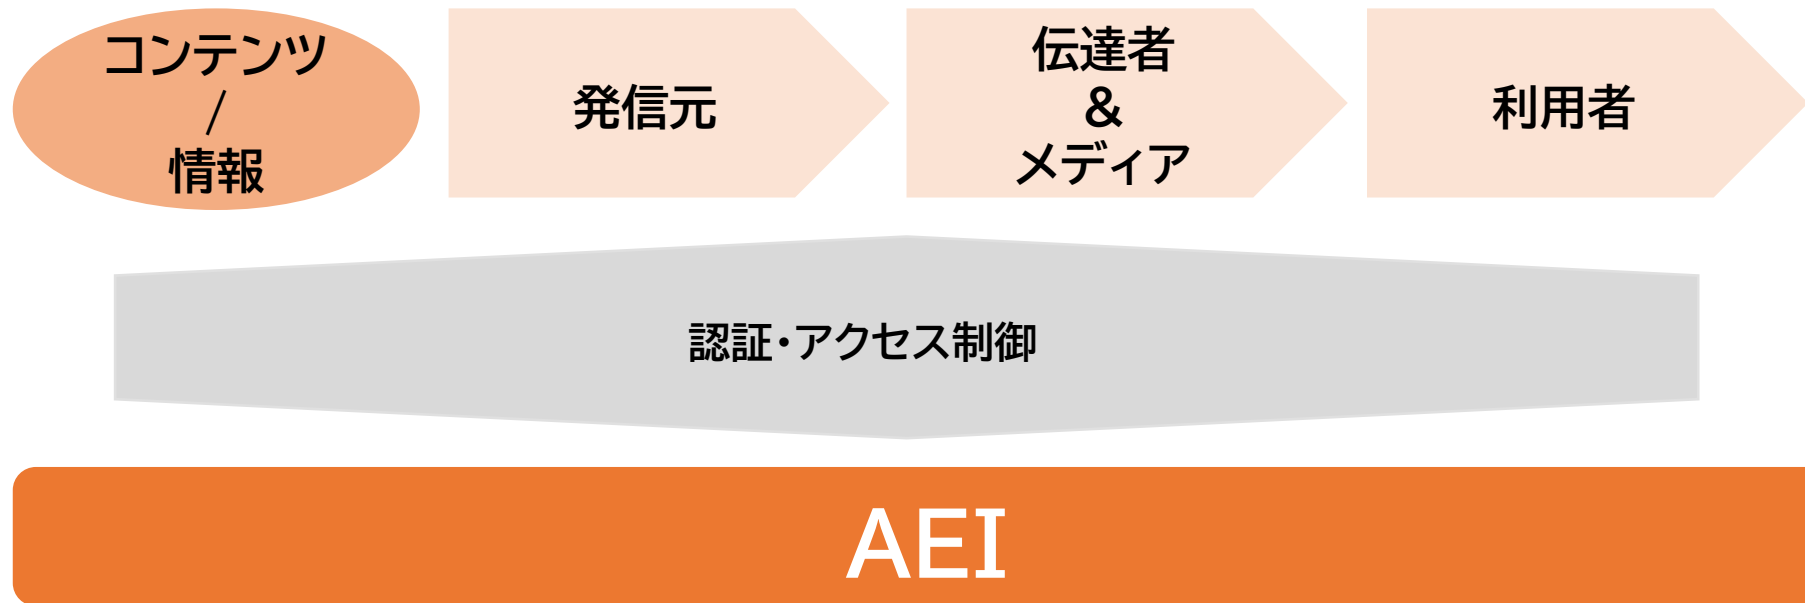 コンテンツ
/
情報
発信元
伝達者
&
メディア
利用者
認証・アクセス制御
AEI